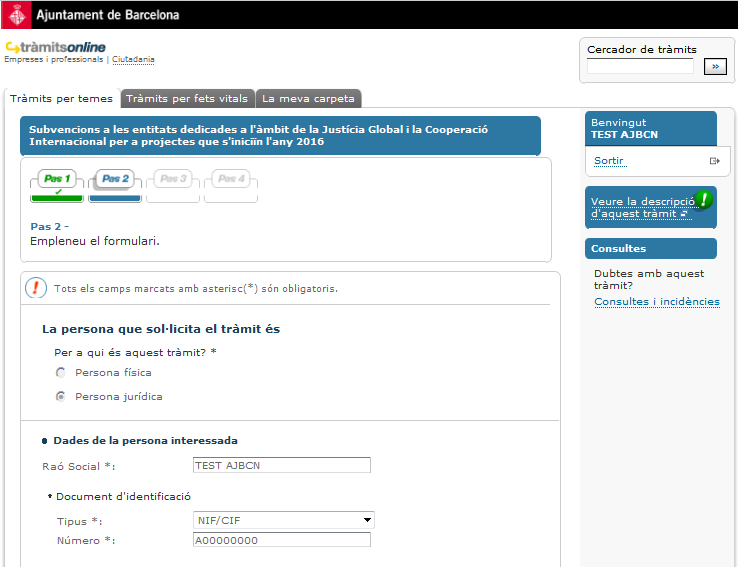 Ajuntament de Barcelona
tràmitsonline
Empreses i professionals | Ciutadania
Cercador de tràmits
»
Tràmits per temes
Tràmits per fets vitals
La meva carpeta
Subvencions a les entitats dedicades a l'àmbit de la Justícia Global i la Cooperació
Internacional per a projectes que s'iniciïn l'any 2016
Pas 1
Pas 2
Pas 3
Pas 4
Pas 2 -
Empleneu el formulari.
Benvingut
TEST AJBCN
Sortir
Veure la descripció
d'aquest tràmit
!
Consultes
Dubtes amb aquest
tràmit?
Consultes i incidències
! Tots els camps marcats amb asterisc(*) són obligatoris.
La persona que sol·licita el tràmit és
Per a qui és aquest tràmit? *
Persona física
Persona jurídica
Dades de la persona interessada
Raó Social *: TEST AJBCN
Document d'identificació
Tipus *: NIF/CIF
Número *: A00000000